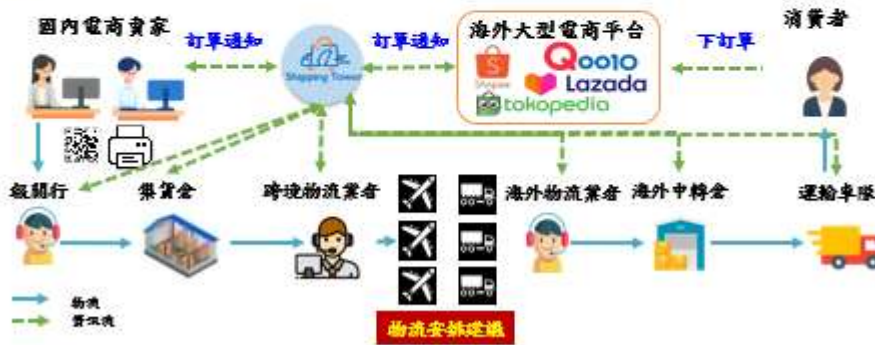 國內電商賣家
訂單通知
Shipping Taiwan
訂單通知
海外大型電商平台
Shopee
Qoo10
Lazada
tokopedia
下訂單
消費者
報關行
集貨倉
跨境物流業者
海外物流業者
海外中轉倉
運輸車隊
物流
資訊流
物流安排建議